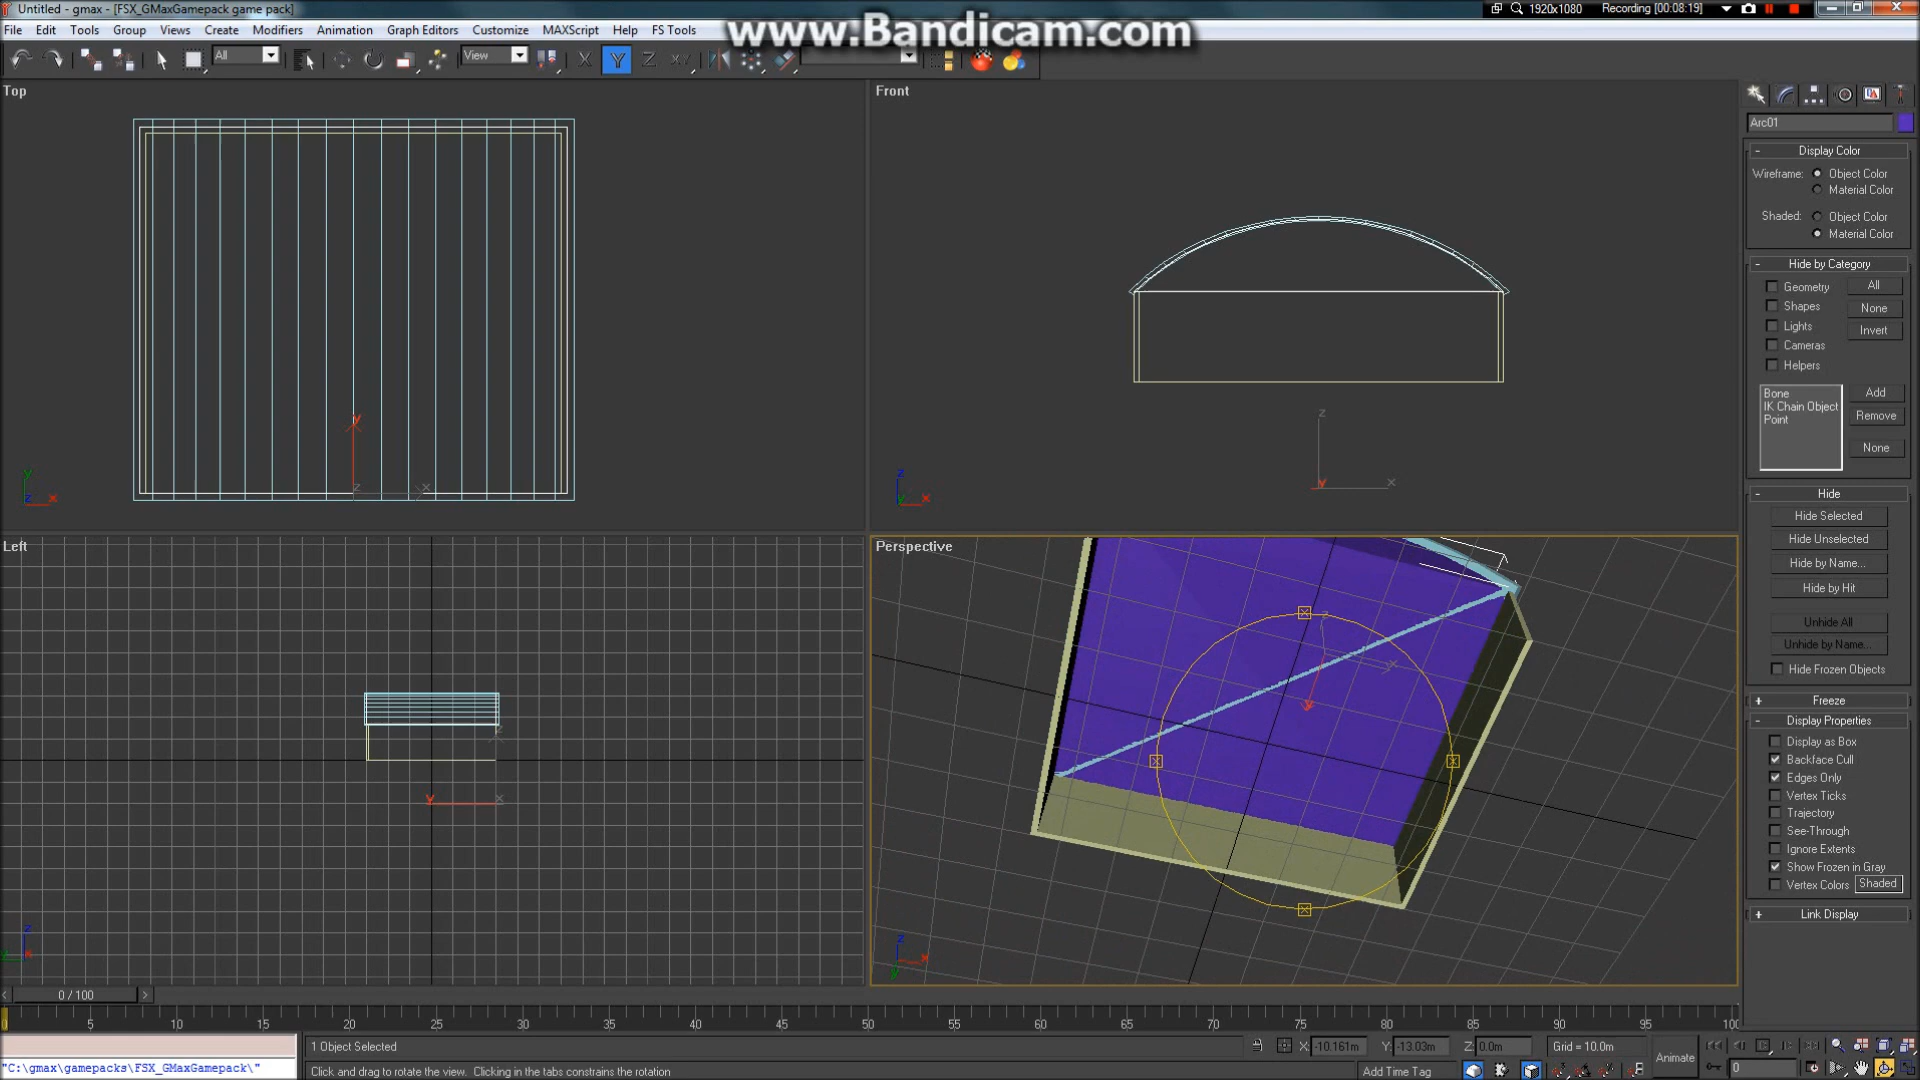 Untitled - gmax - [FSX_GMaxGamepack game pack]
1920x1080
Recording [00:08:19]
www.Bandicam.com
File Edit Tools Group Views Create Modifiers Animation Graph Editors Customize MAXScript Help FS Tools
All
View
X Y Z XY
Top
Front
Left
Perspective
Arc01
Display Color
Wireframe: Object Color
Material Color
Shaded: Object Color
Material Color
Hide by Category
Geometry All
Shapes None
Lights Invert
Cameras
Helpers
Bone Add
IK Chain Object
Point Remove
None
Hide
Hide Selected
Hide Unselected
Hide by Name...
Hide by Hit
Unhide All
Unhide by Name...
Hide Frozen Objects
Freeze
Display Properties
Display as Box
Backface Cull
Edges Only
Vertex Ticks
Trajectory
See-Through
Ignore Extents
Show Frozen in Gray
Vertex Colors Shaded
Link Display
0 / 100
5 10 15 20 25 30 35 40 45 50 55 60 65 70 75 80 85 90 95 100
1 Object Selected
X: -10.161m Y: -13.03m Z: 0.0m Grid = 10.0m
Animate
0
"C:\gmax\gamepacks\FSX_GMaxGamepack\"
Click and drag to rotate the view. Clicking in the tabs constrains the rotation
Add Time Tag